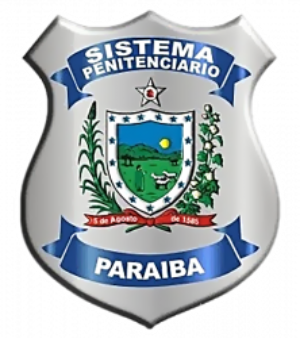 SISTEMA
PENITENCIARIO
5 de Agosto de 1585
PARAIBA